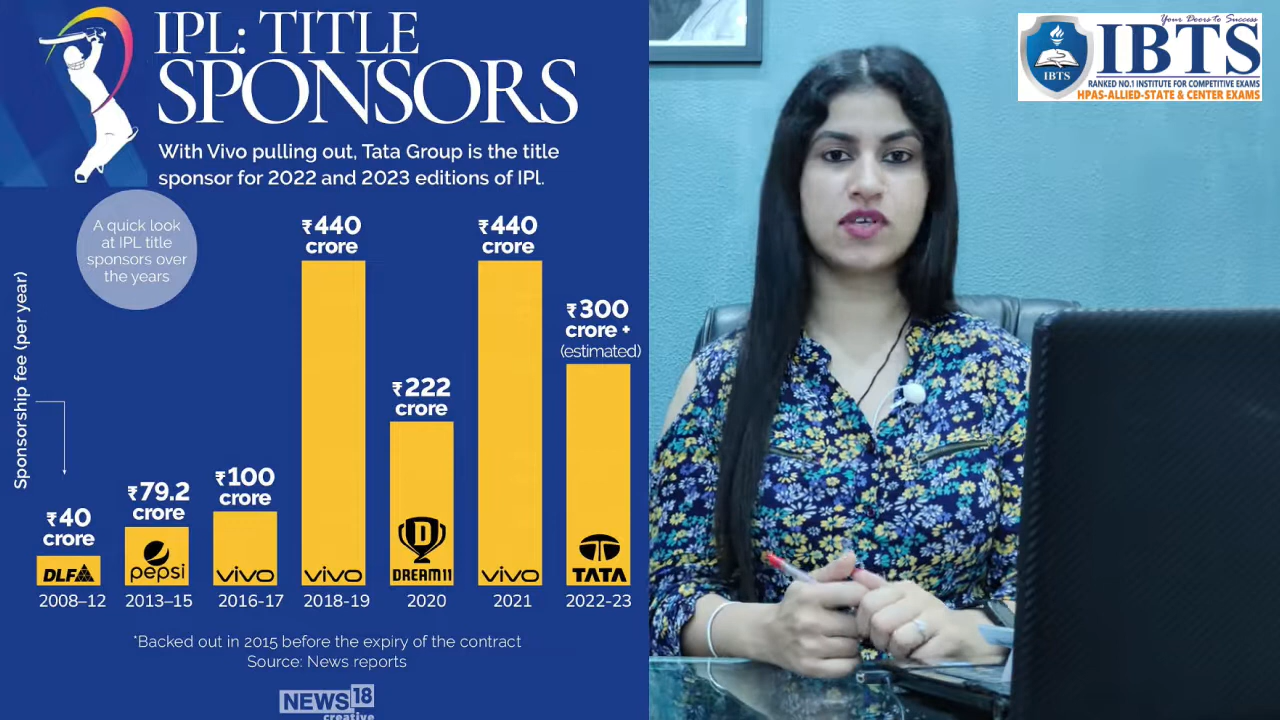 IPL: TITLE
SPONSORS
With Vivo pulling out, Tata Group is the title
sponsor for 2022 and 2023 editions of IPl.
A quick look
at IPL title
sponsors over
the years
Sponsorship fee (per year)
₹40
crore
DLF
2008–12
₹79.2
crore
pepsi
2013–15
₹100
crore
vivo
2016-17
₹440
crore
vivo
2018-19
₹222
crore
D
DREAM11
2020
₹440
crore
vivo
2021
₹300
crore +
(estimated)
TATA
2022-23
*Backed out in 2015 before the expiry of the contract
Source: News reports
NEWS18
creative
Your Doors to Success
IBTS
IBTS
RANKED NO.1 INSTITUTE FOR COMPETITIVE EXAMS
HPAS-ALLIED-STATE & CENTER EXAMS